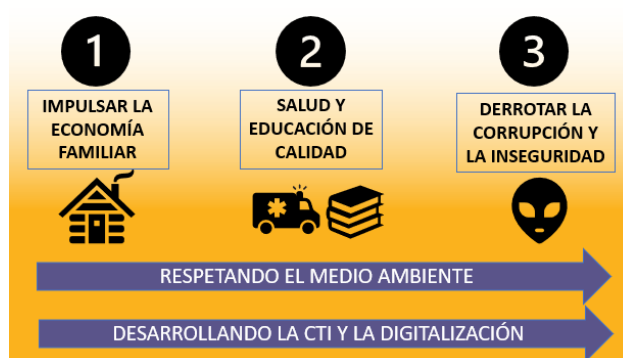 1
2
3
IMPULSAR LA
ECONOMÍA
FAMILIAR
SALUD Y
EDUCACIÓN DE
CALIDAD
DERROTAR LA
CORRUPCIÓN Y
LA INSEGURIDAD
RESPETANDO EL MEDIO AMBIENTE
DESARROLLANDO LA CTI Y LA DIGITALIZACIÓN